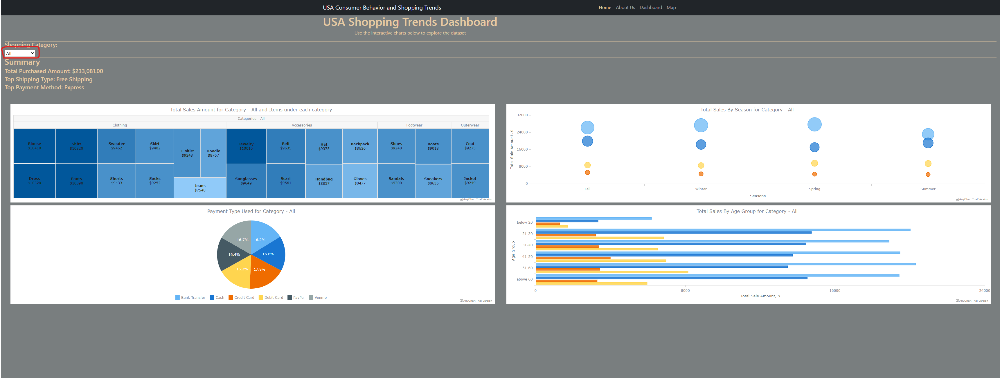 USA Consumer Behavior and Shopping Trends
Home About Us Dashboard Map
USA Shopping Trends Dashboard
Use the interactive charts below to explore the dataset
Shopping Category:
All
Summary
Total Purchased Amount: $233,081.00
Top Shipping Type: Free Shipping
Top Payment Method: Express
Total Sales Amount for Category - All and Items under each category
Categories - All
Clothing Accessories Footwear Outerwear
Blouse
$10410
Shirt
$10320
Sweater
$9462
Skirt
$9402
T-shirt
$9248
Hoodie
$8767
Jewelry
$10010
Belt
$9635
Hat
$9375
Backpack
$8636
Shoes
$9240
Boots
$9018
Coat
$9275
Dress
$10320
Pants
$10090
Shorts
$9433
Socks
$9252
Jeans
$7548
Sunglasses
$9649
Scarf
$9561
Handbag
$8857
Gloves
$8477
Sandals
$9200
Sneakers
$8635
Jacket
$9249
AnyChart Trial Version
Total Sales By Season for Category - All
Total Sale Amount, $
32000
24000
16000
8000
0
Fall Winter Spring Summer
Seasons
AnyChart Trial Version
Payment Type Used for Category - All
16.7% 16.2%
16.4% 16.6%
16.2% 17.8%
Bank Transfer Cash Credit Card Debit Card PayPal Venmo
AnyChart Trial Version
Total Sales By Age Group for Category - All
Age Group
below 20
21-30
31-40
41-50
51-60
above 60
0 8000 16000 24000
Total Sale Amount, $
AnyChart Trial Version